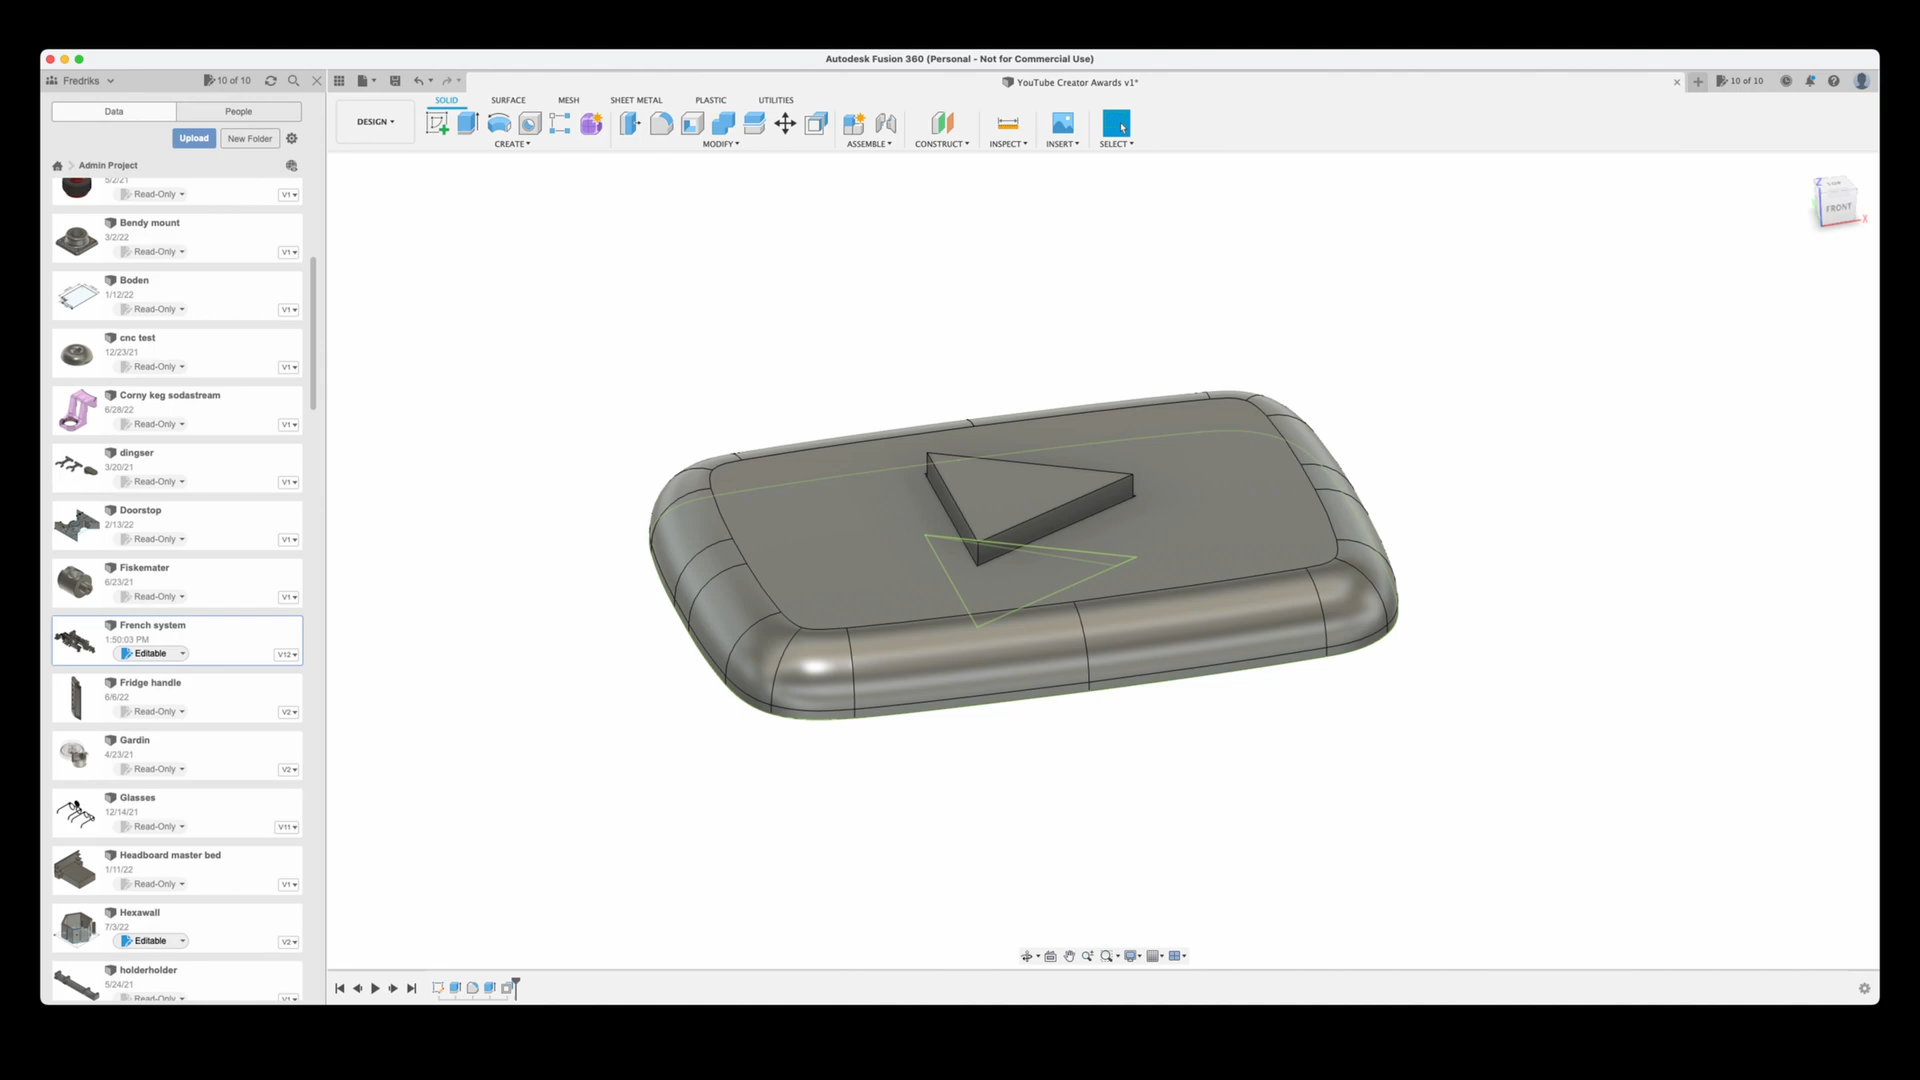 Autodesk Fusion 360 (Personal - Not for Commercial Use)
Fredriks
10 of 10
YouTube Creator Awards v1*
10 of 10
Data
People
SOLID
SURFACE
MESH
SHEET METAL
PLASTIC
UTILITIES
DESIGN
Upload
New Folder
CREATE
MODIFY
ASSEMBLE
CONSTRUCT
INSPECT
INSERT
SELECT
Admin Project
5/2/21
Read-Only
V1
Bendy mount
3/2/22
Read-Only
V1
Boden
1/12/22
Read-Only
V1
cnc test
12/23/21
Read-Only
V1
Corny keg sodastream
6/28/22
Read-Only
V1
dingser
3/20/21
Read-Only
V1
Doorstop
2/13/22
Read-Only
V1
Fiskemater
6/23/21
Read-Only
V1
French system
1:50:03 PM
Editable
V12
Fridge handle
6/6/22
Read-Only
V2
Gardin
4/23/21
Read-Only
V2
Glasses
12/14/21
Read-Only
V11
Headboard master bed
1/11/22
Read-Only
V1
Hexawall
7/3/22
Editable
V2
holderholder
5/24/21
Read-Only
V1
Z
TOP
FRONT
X